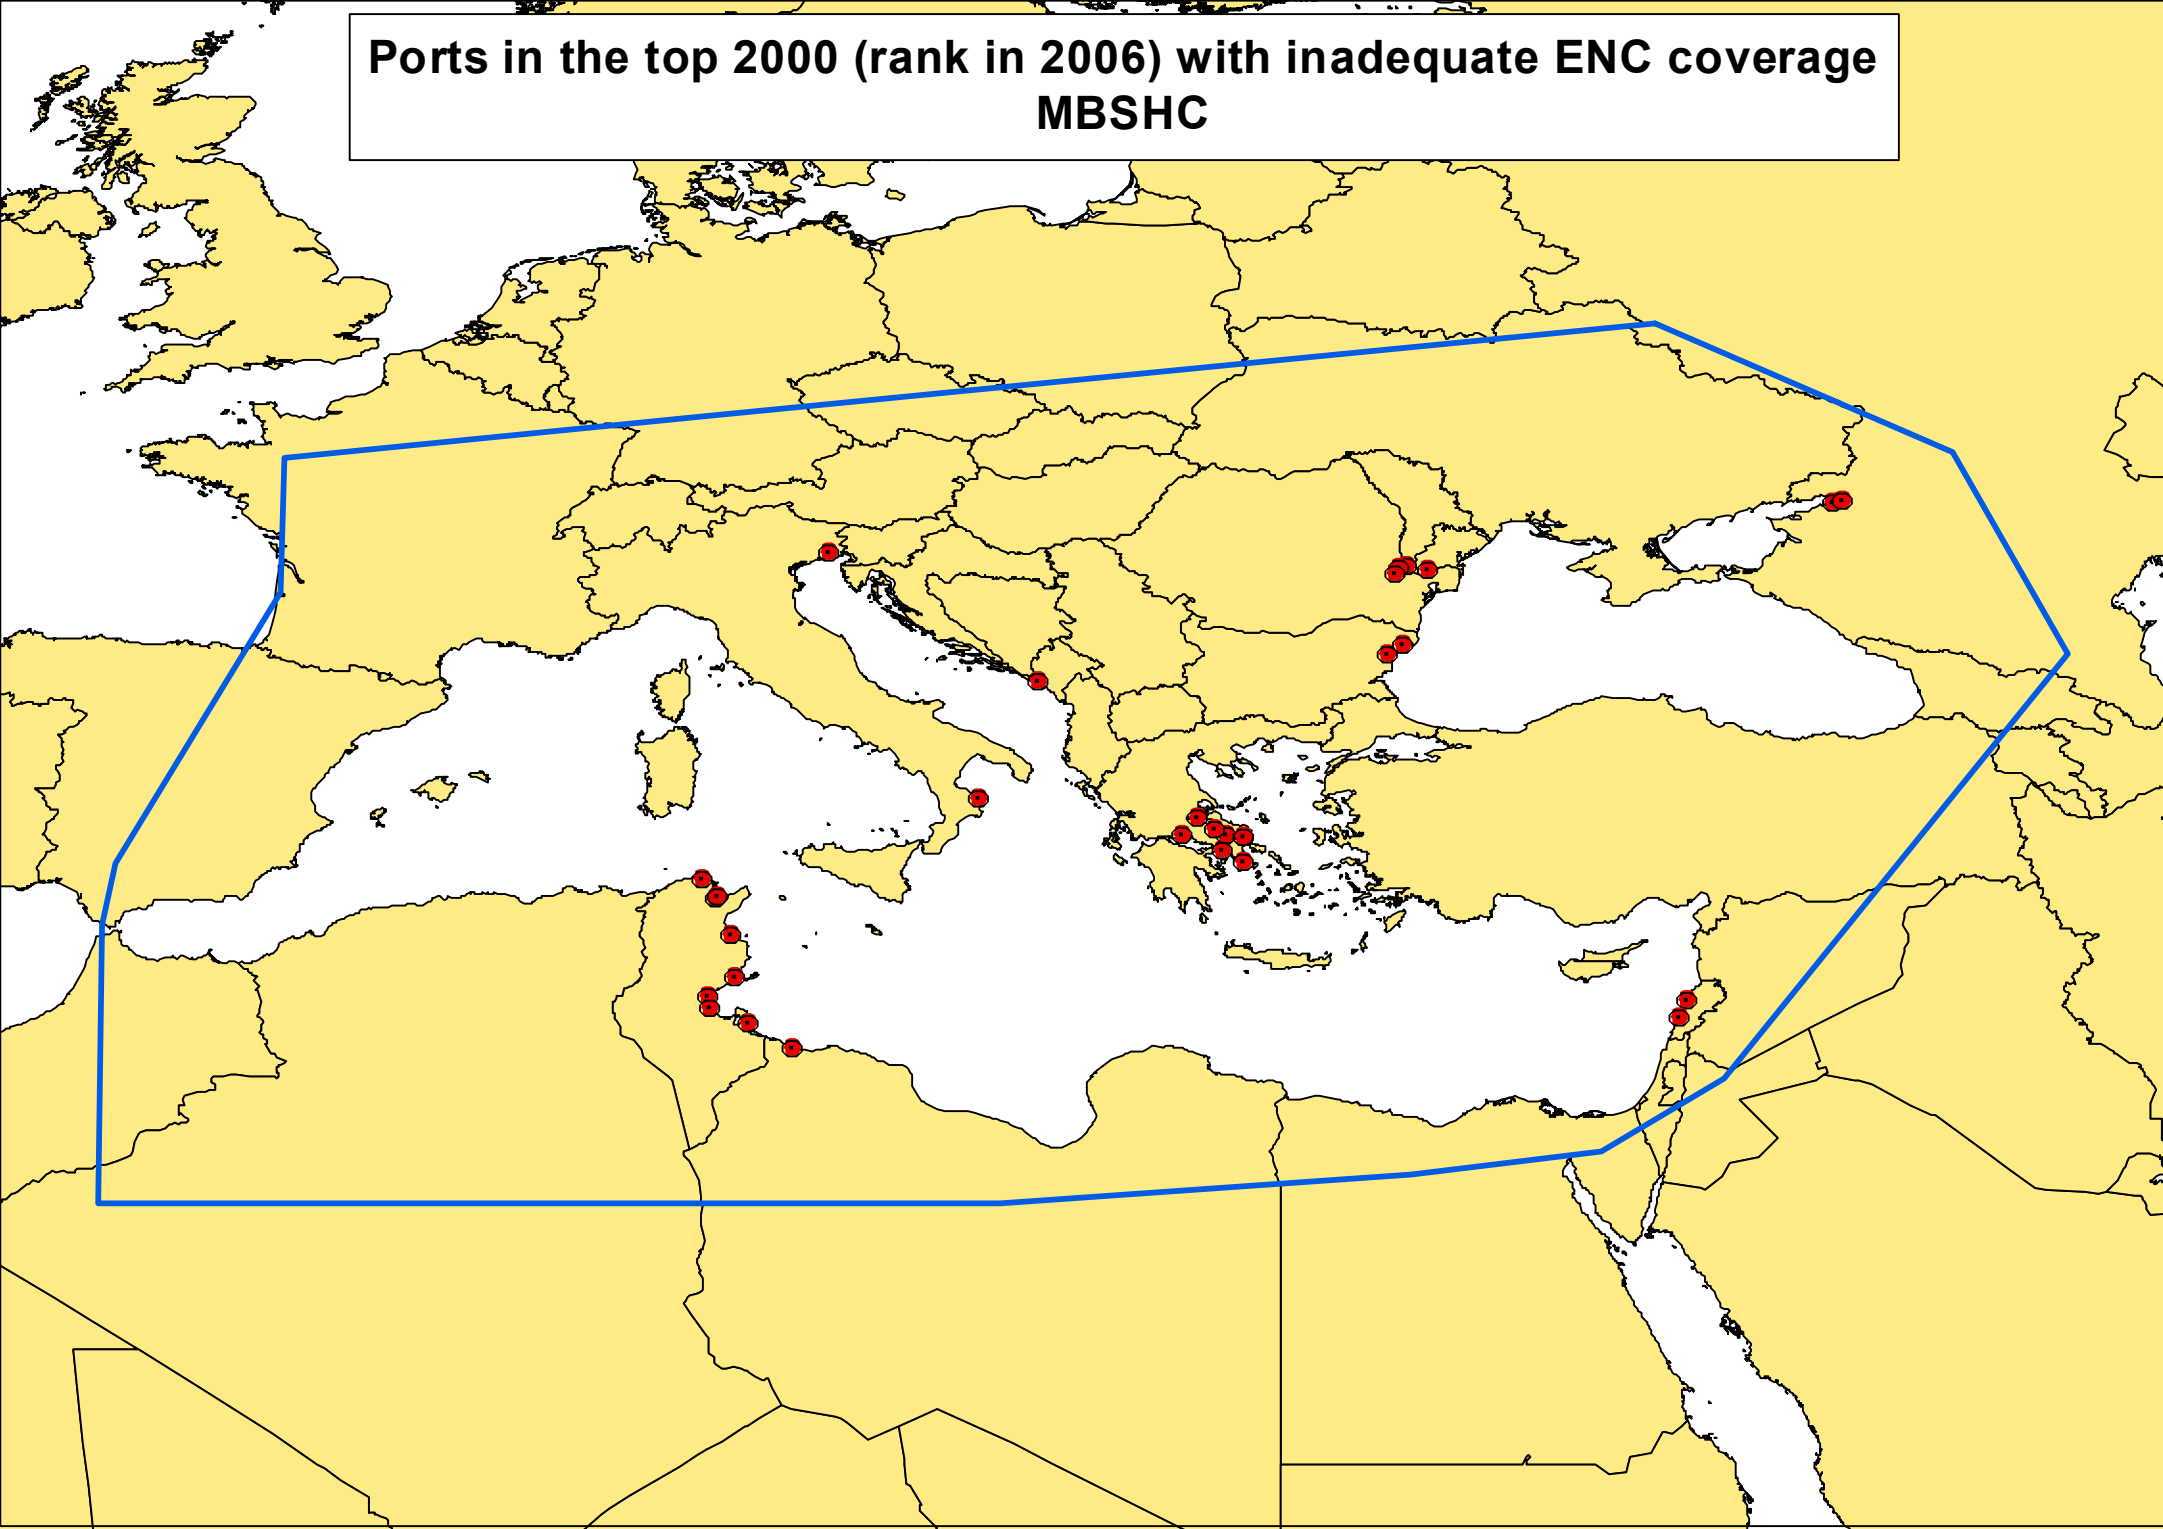 Ports in the top 2000 (rank in 2006) with inadequate ENC coverage
MBSHC